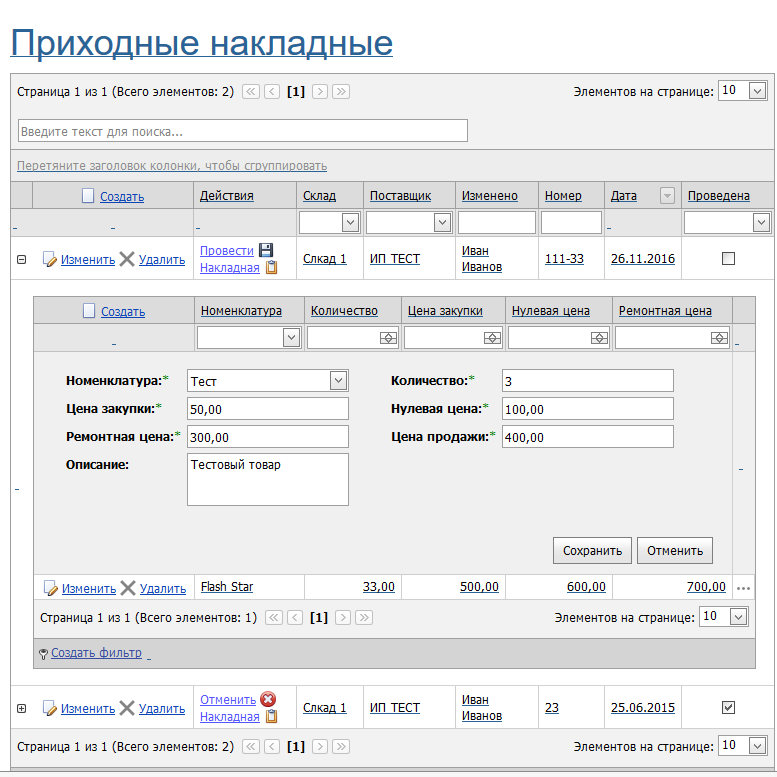 Приходные накладные
Страница 1 из 1 (Всего элементов: 2) [1] Элементов на странице: 10
Введите текст для поиска...
Перетяните заголовок колонки, чтобы сгруппировать
Создать Действия Склад Поставщик Изменено Номер Дата Проведена
Изменить Удалить Провести Накладная Слкад 1 ИП ТЕСТ Иван Иванов 111-33 26.11.2016
Создать Номенклатура Количество Цена закупки Нулевая цена Ремонтная цена
Номенклатура:* Тест Количество:* 3
Цена закупки:* 50,00 Нулевая цена:* 100,00
Ремонтная цена:* 300,00 Цена продажи:* 400,00
Описание: Тестовый товар
Сохранить Отменить
Изменить Удалить Flash Star 33,00 500,00 600,00 700,00 ...
Страница 1 из 1 (Всего элементов: 1) [1] Элементов на странице: 10
Создать фильтр
Изменить Удалить Отменить Накладная Слкад 1 ИП ТЕСТ Иван Иванов 23 25.06.2015
Страница 1 из 1 (Всего элементов: 2) [1] Элементов на странице: 10